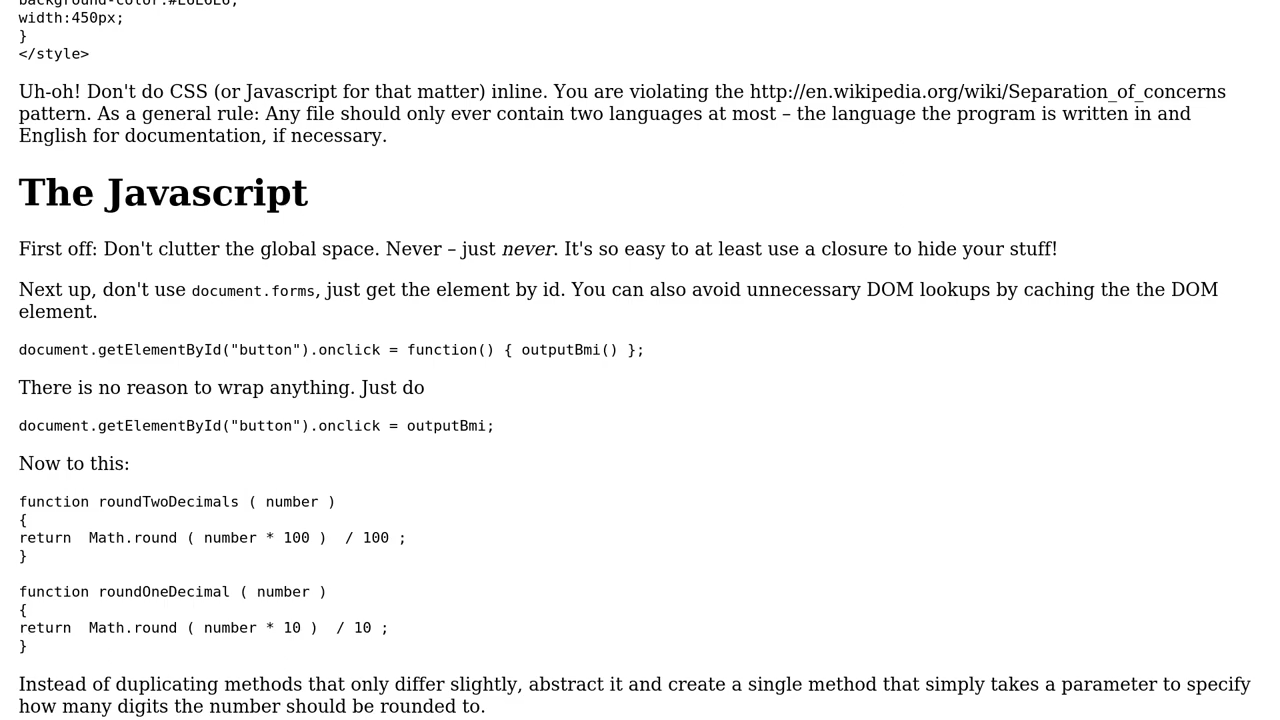 background-color:#E6E6E6;
width:450px;
}
</style>
Uh-oh! Don't do CSS (or Javascript for that matter) inline. You are violating the http://en.wikipedia.org/wiki/Separation_of_concerns
pattern. As a general rule: Any file should only ever contain two languages at most – the language the program is written in and
English for documentation, if necessary.
The Javascript
First off: Don't clutter the global space. Never – just never. It's so easy to at least use a closure to hide your stuff!
Next up, don't use document.forms, just get the element by id. You can also avoid unnecessary DOM lookups by caching the the DOM
element.
document.getElementById("button").onclick = function() { outputBmi() };
There is no reason to wrap anything. Just do
document.getElementById("button").onclick = outputBmi;
Now to this:
function roundTwoDecimals ( number )
{
return  Math.round ( number * 100 )  / 100 ;
}
function roundOneDecimal ( number )
{
return  Math.round ( number * 10 )  / 10 ;
}
Instead of duplicating methods that only differ slightly, abstract it and create a single method that simply takes a parameter to specify
how many digits the number should be rounded to.